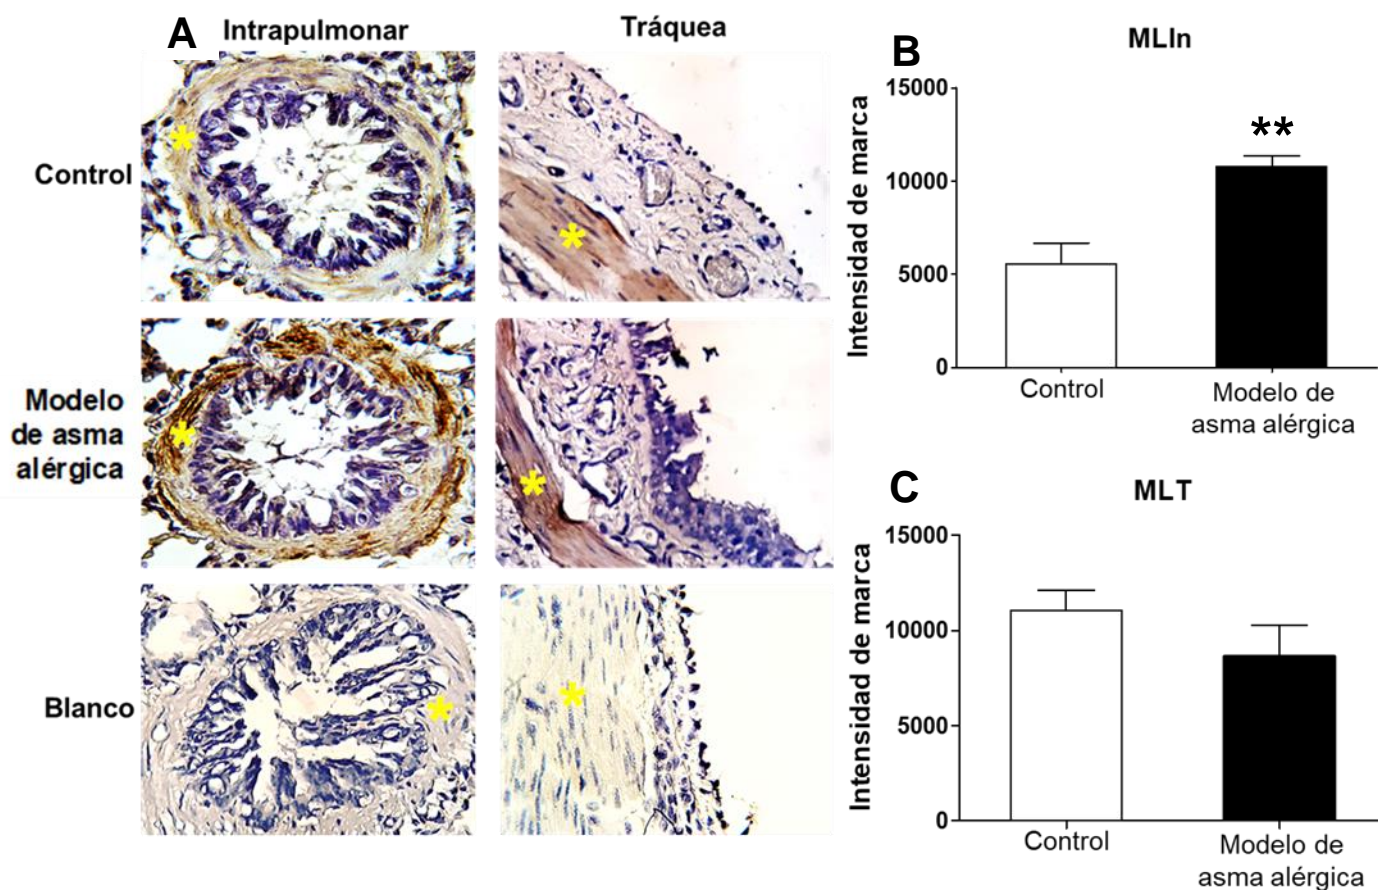 A
Intrapulmonar
Tráquea
Control
Modelo
de asma
alérgica
Blanco
B
MLIn
Intensidad de marca
15000
10000
5000
0
**
Control
Modelo de
asma alérgica
C
MLT
Intensidad de marca
15000
10000
5000
0
Control
Modelo de
asma alérgica